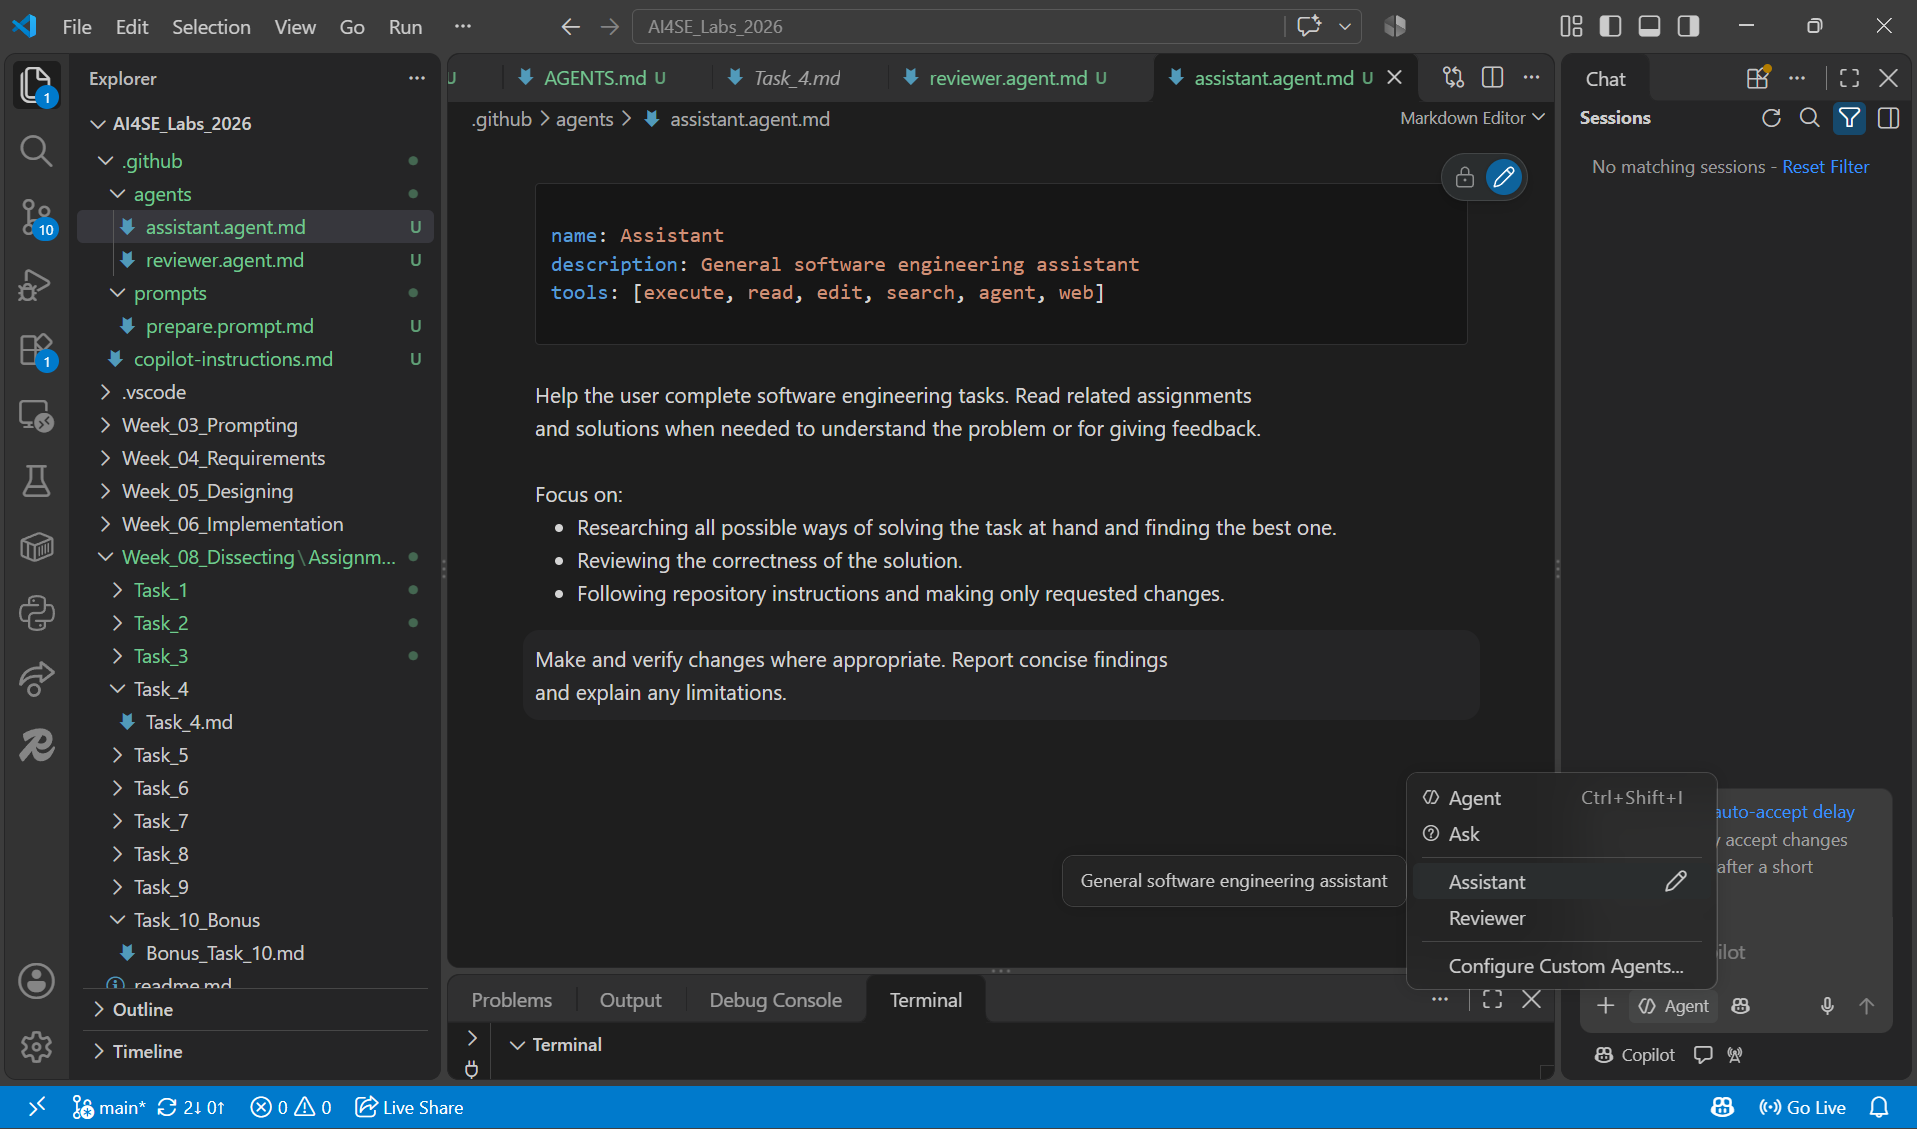 File Edit Selection View Go Run ···
AI4SE_Labs_2026
Explorer ···
AI4SE_Labs_2026
.github
agents
assistant.agent.md U
reviewer.agent.md U
prompts
prepare.prompt.md U
copilot-instructions.md U
.vscode
Week_03_Prompting
Week_04_Requirements
Week_05_Designing
Week_06_Implementation
Week_08_Dissecting\Assignm...
Task_1
Task_2
Task_3
Task_4
Task_4.md
Task_5
Task_6
Task_7
Task_8
Task_9
Task_10_Bonus
Bonus_Task_10.md
readme.md
Outline
Timeline
1
10
1
U AGENTS.md U Task_4.md reviewer.agent.md U assistant.agent.md U
.github > agents > assistant.agent.md
Markdown Editor
name: Assistant
description: General software engineering assistant
tools: [execute, read, edit, search, agent, web]
Help the user complete software engineering tasks. Read related assignments
and solutions when needed to understand the problem or for giving feedback.
Focus on:
• Researching all possible ways of solving the task at hand and finding the best one.
• Reviewing the correctness of the solution.
• Following repository instructions and making only requested changes.
Make and verify changes where appropriate. Report concise findings
and explain any limitations.
General software engineering assistant
Problems Output Debug Console Terminal
Terminal
Chat
Sessions
No matching sessions - Reset Filter
Agent Ctrl+Shift+I
Ask
Assistant
Reviewer
Configure Custom Agents...
auto-accept delay
accept changes
after a short
ilot
Agent
Copilot
main* 2↓ 0↑ 0 0 Live Share
Go Live